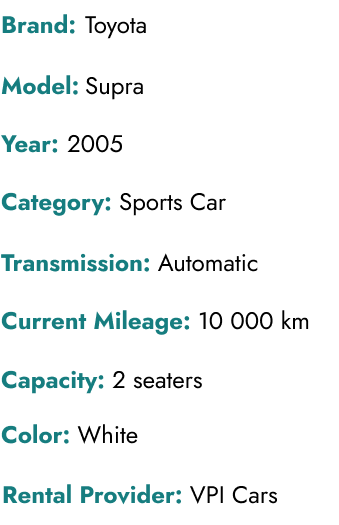 Brand: Toyota
Model: Supra
Year: 2005
Category: Sports Car
Transmission: Automatic
Current Mileage: 10 000 km
Capacity: 2 seaters
Color: White
Rental Provider: VPI Cars